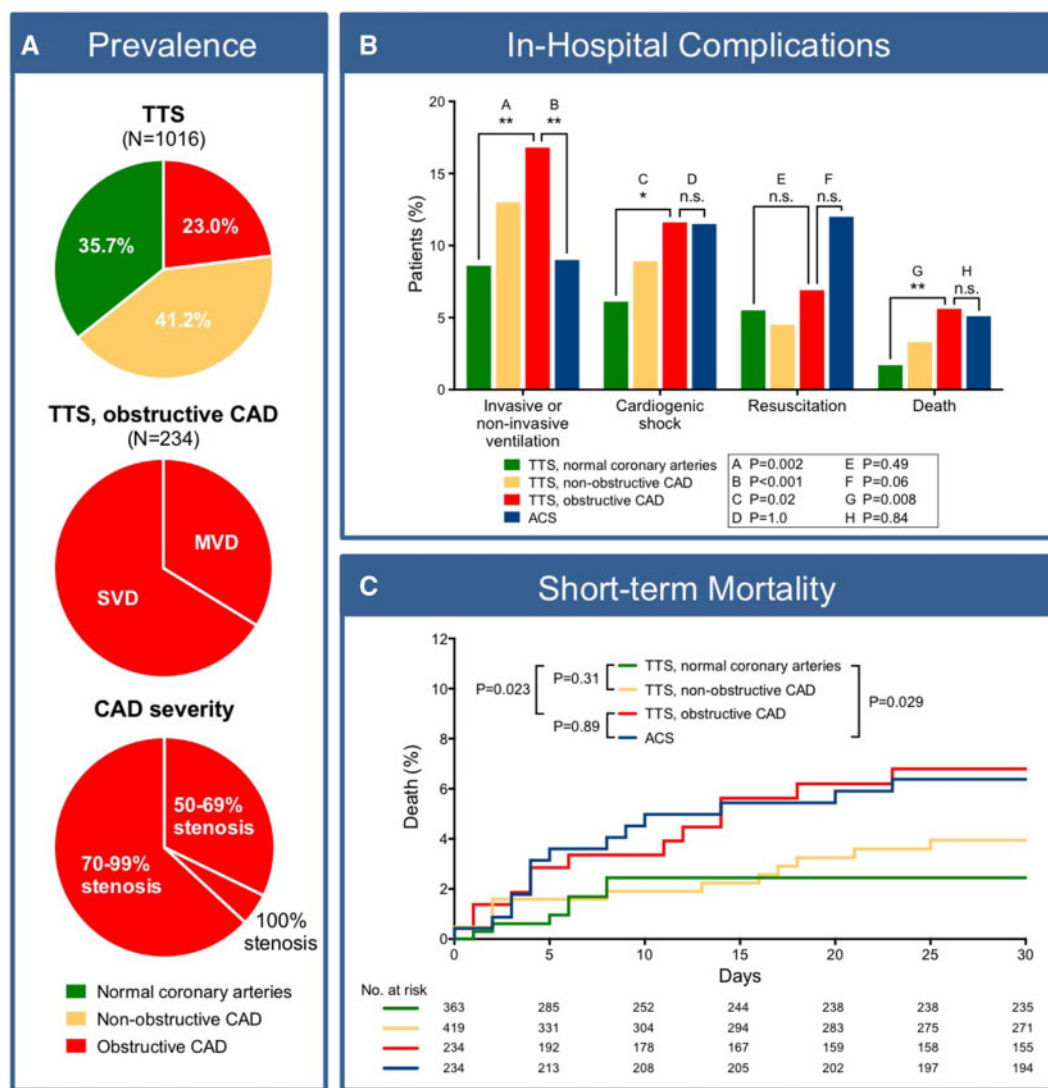 A Prevalence
TTS
(N=1016)
23.0%
35.7%
41.2%
TTS, obstructive CAD
(N=234)
MVD
SVD
CAD severity
50-69%
stenosis
70-99%
stenosis
100%
stenosis
Normal coronary arteries
Non-obstructive CAD
Obstructive CAD
B In-Hospital Complications
Patients (%)
20
15
10
5
0
A
**
B
**
C
*
D
n.s.
E
n.s.
F
n.s.
G
**
H
n.s.
Invasive or
non-invasive
ventilation
Cardiogenic
shock
Resuscitation
Death
TTS, normal coronary arteries
TTS, non-obstructive CAD
TTS, obstructive CAD
ACS
A P=0.002 E P=0.49
B P<0.001 F P=0.06
C P=0.02 G P=0.008
D P=1.0 H P=0.84
C Short-term Mortality
Death (%)
12
10
8
6
4
2
0
P=0.023
P=0.31
P=0.89
TTS, normal coronary arteries
TTS, non-obstructive CAD
TTS, obstructive CAD
ACS
P=0.029
0 5 10 15 20 25 30
Days
No. at risk
363 285 252 244 238 238 235
419 331 304 294 283 275 271
234 192 178 167 159 158 155
234 213 208 205 202 197 194